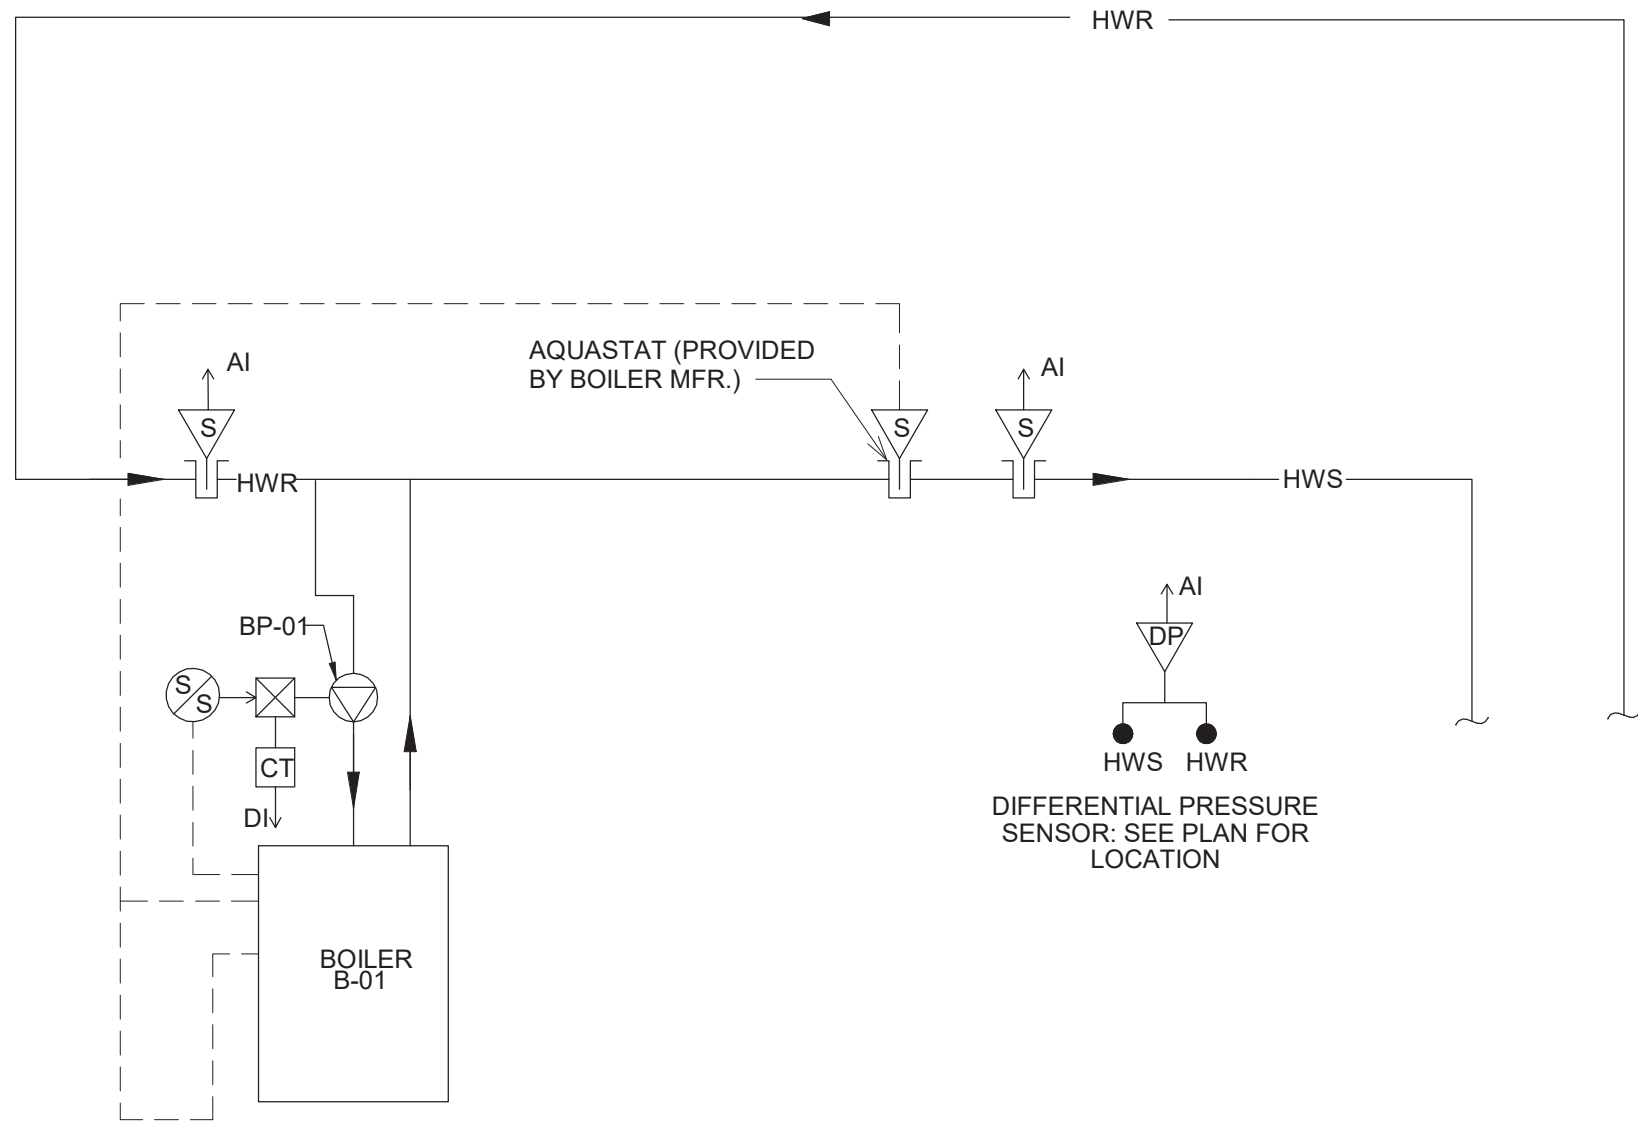 HWR
AQUASTAT (PROVIDED
BY BOILER MFR.)
AI
AI
S
S
S
HWR
HWS
AI
DP
BP-01
S
S
CT
DI
HWS
HWR
DIFFERENTIAL PRESSURE
SENSOR: SEE PLAN FOR
LOCATION
BOILER
B-01